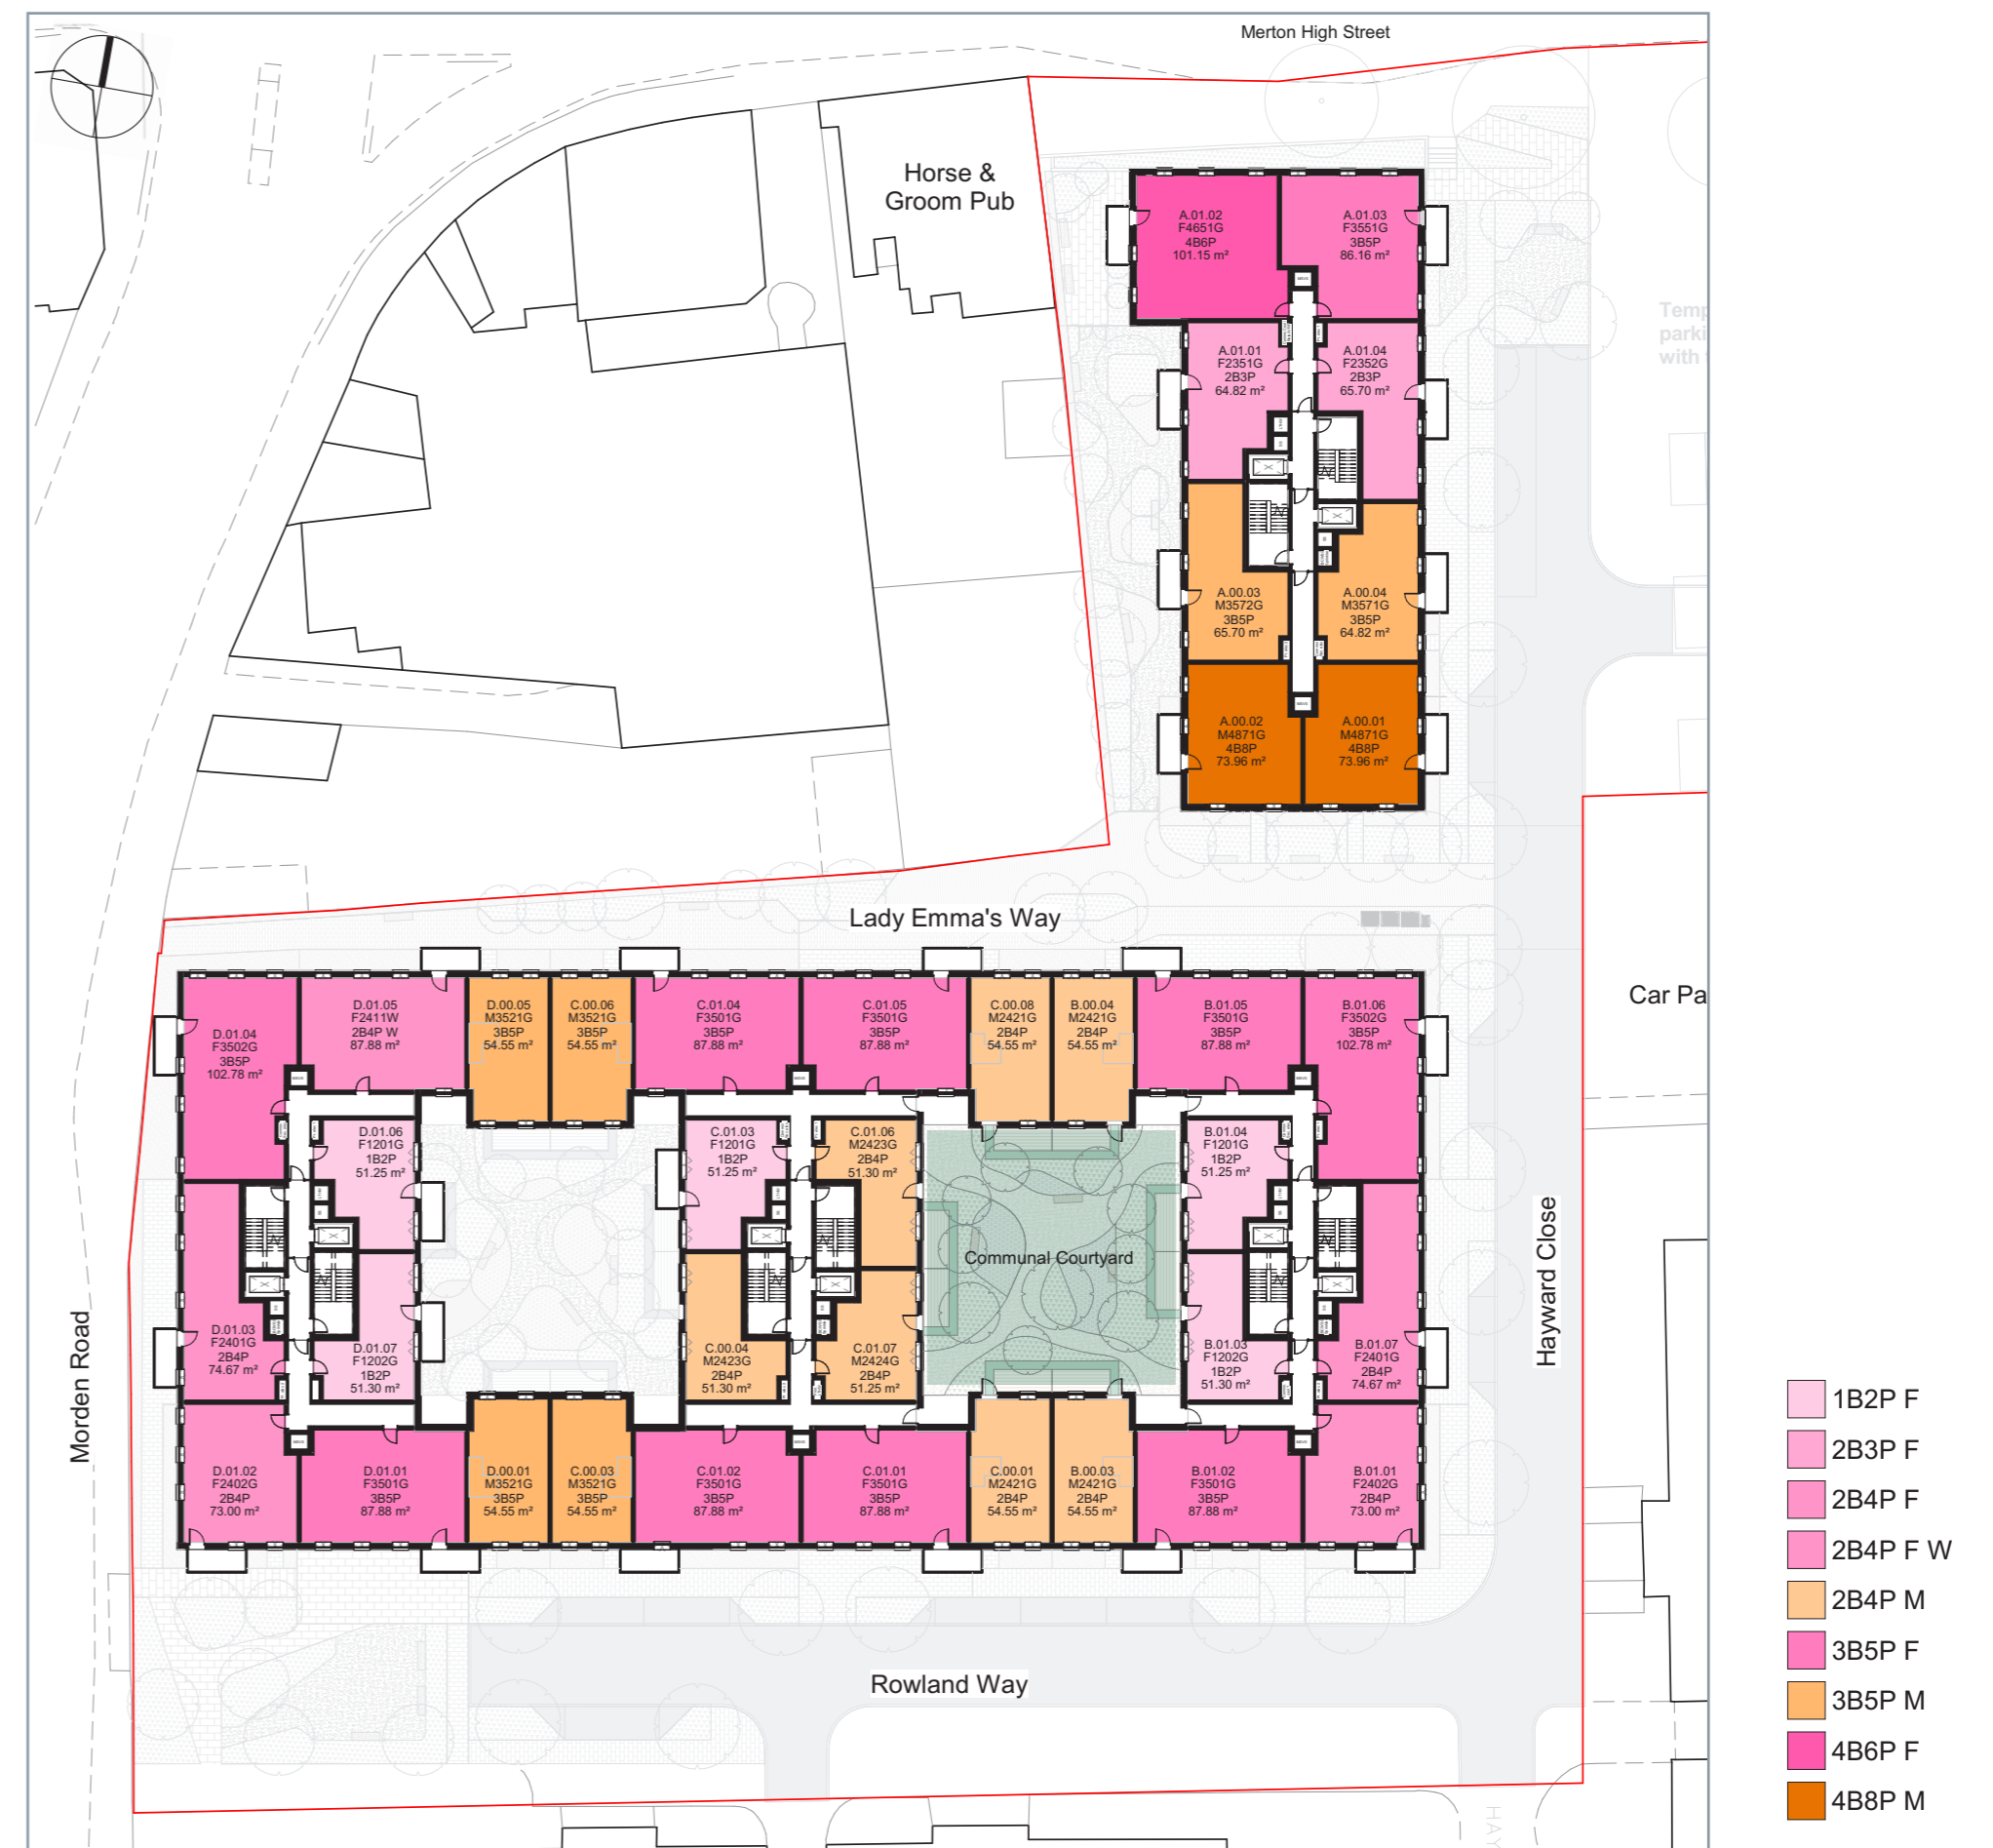 Merton High Street
Horse &
Groom Pub
A.01.02
F4651G
4B6P
101.15 m²
A.01.03
F3551G
3B5P
86.16 m²
A.01.01
F2351G
2B3P
64.82 m²
A.01.04
F2352G
2B3P
65.70 m²
parki
A.00.03
M3572G
3B5P
65.70 m²
A.00.04
M3571G
3B5P
64.82 m²
A.00.02
M4871G
4B8P
73.96 m²
A.00.01
M4871G
4B8P
73.96 m²
Lady Emma's Way
Car Pa
D.01.04
F3502G
3B5P
102.78 m²
D.01.05
F2411W
2B4P W
87.88 m²
D.00.05
M3521G
3B5P
54.55 m²
C.00.06
M3521G
3B5P
54.55 m²
C.01.04
F3501G
3B5P
87.88 m²
C.01.05
F3501G
3B5P
87.88 m²
C.00.08
M2421G
2B4P
54.55 m²
B.00.04
M2421G
2B4P
54.55 m²
B.01.05
F3501G
3B5P
87.88 m²
B.01.06
F3502G
3B5P
102.78 m²
D.01.06
F1201G
1B2P
51.25 m²
C.01.03
F1201G
1B2P
51.25 m²
C.01.06
M2423G
2B4P
51.30 m²
B.01.04
F1201G
1B2P
51.25 m²
Communal Courtyard
Hayward Close
Morden Road
D.01.03
F2401G
2B4P
74.67 m²
D.01.07
F1202G
1B2P
51.30 m²
C.00.04
M2423G
2B4P
51.30 m²
C.01.07
M2424G
2B4P
51.25 m²
B.01.03
F1202G
1B2P
51.30 m²
B.01.07
F2401G
2B4P
74.67 m²
D.01.02
F2402G
2B4P
73.00 m²
D.01.01
F3501G
3B5P
87.88 m²
D.00.01
M3521G
3B5P
54.55 m²
C.00.03
M3521G
3B5P
54.55 m²
C.01.02
F3501G
3B5P
87.88 m²
C.01.01
F3501G
3B5P
87.88 m²
C.00.01
M2421G
2B4P
54.55 m²
B.00.03
M2421G
2B4P
54.55 m²
B.01.02
F3501G
3B5P
87.88 m²
B.01.01
F2402G
2B4P
73.00 m²
Rowland Way
1B2P F
2B3P F
2B4P F
2B4P F W
2B4P M
3B5P F
3B5P M
4B6P F
4B8P M